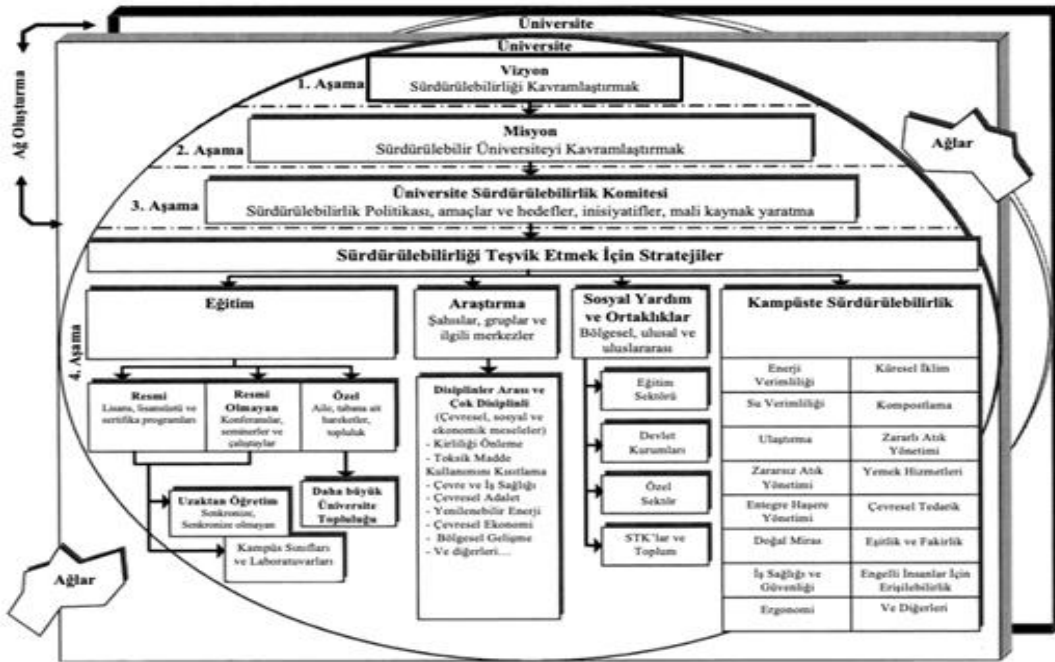 Üniversite
Üniversite
Ağ Oluşturma
1. Aşama
Vizyon
Sürdürülebilirliği Kavramlaştırmak
2. Aşama
Misyon
Sürdürülebilir Üniversiteyi Kavramlaştırmak
Ağlar
3. Aşama
Üniversite Sürdürülebilirlik Komitesi
Sürdürülebilirlik Politikası, amaçlar ve hedefler, inisiyatifler, mali kaynak yaratma
Sürdürülebilirliği Teşvik Etmek İçin Stratejiler
4. Aşama
Eğitim
Resmi
Lisans, lisansüstü ve
sertifika programları
Resmi
Olmayan
Konferanslar,
seminerler ve
çalıştaylar
Özel
Aile, tabana ait
hareketler,
topluluk
Uzaktan Öğretim
Senkronize,
Senkronize olmayan
Kampüs Sınıfları
ve Laboratuvarları
Daha büyük
Üniversite
Topluluğu
Araştırma
Şahıslar, gruplar ve
ilgili merkezler
Disiplinler Arası ve
Çok Disiplinli
(Çevresel, sosyal ve
ekonomik meseleler)
- Kirliliği Önleme
- Toksik Madde
Kullanımını Kısıtlama
- Çevre ve İş Sağlığı
- Çevresel Adalet
- Yenilenebilir Enerji
- Çevresel Ekonomi
- Bölgesel Gelişme
- Ve diğerleri…
Sosyal Yardım
ve Ortaklıklar
Bölgesel, ulusal ve
uluslararası
Eğitim
Sektörü
Devlet
Kurumları
Özel
Sektör
STK'lar ve
Toplum
Kampüste Sürdürülebilirlik
Enerji
Verimliliği
Küresel İklim
Su Verimliliği
Kompostlama
Ulaştırma
Zararlı Atık
Yönetimi
Zararsız Atık
Yönetimi
Yemek Hizmetleri
Entegre Haşere
Yönetimi
Çevresel Tedarik
Doğal Miras
Eşitlik ve Fakirlik
İş Sağlığı ve
Güvenliği
Engelli İnsanlar İçin
Erişilebilirlik
Ergonomi
Ve Diğerleri
Ağlar